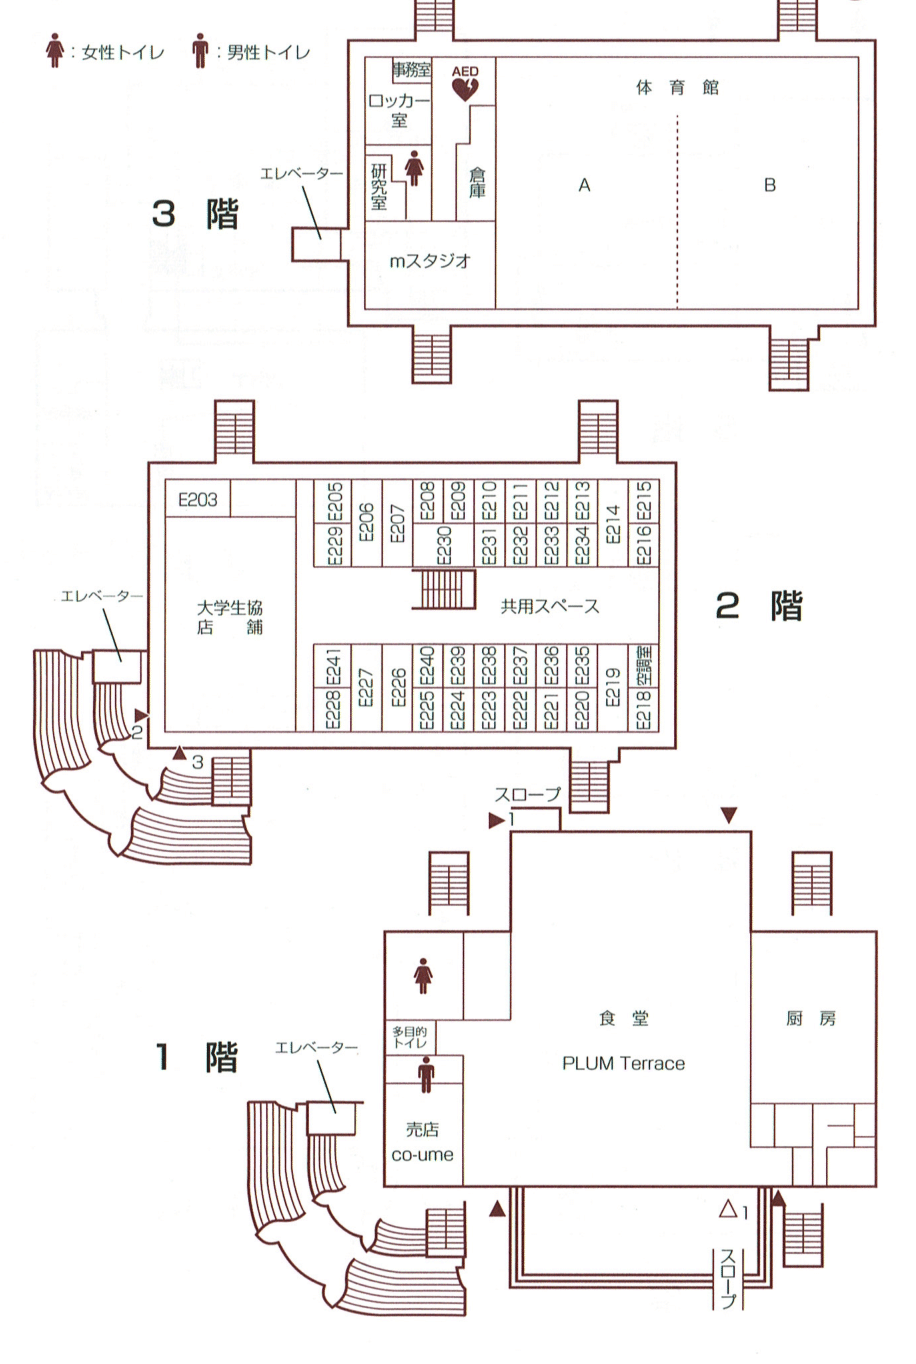 ：女性トイレ
：男性トイレ
3 階
エレベーター
事務室
ロッカー
室
AED
研究室
倉庫
体 育 館
A
B
mスタジオ
2 階
エレベーター
E203
大学生協
店 舗
E205
E206
E207
E208
E209
E210
E211
E212
E213
E214
E215
E229
E230
E231
E232
E233
E234
E216
共用スペース
E241
E227
E226
E240
E239
E238
E237
E236
E235
E219
空調室
E228
E225
E224
E223
E222
E221
E220
E218
2
3
1 階
エレベーター
スロープ
1
食 堂
PLUM Terrace
厨 房
多目的
トイレ
売店
co-ume
1
スロープ